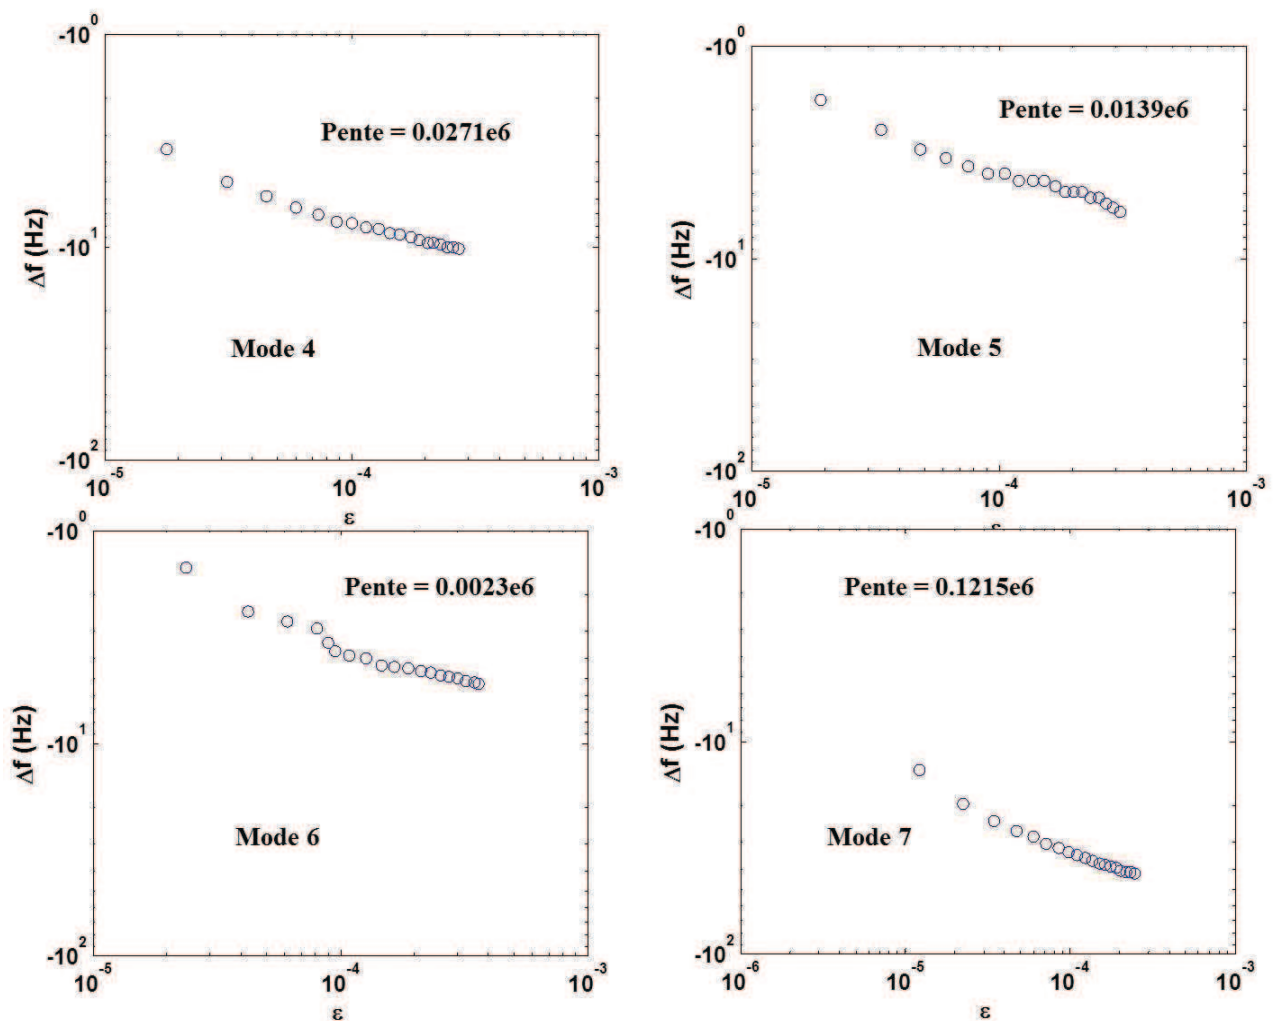 -10^0
Pente = 0.0271e6
Δf (Hz)
-10^1
Mode 4
-10^2
10^-5
10^-4
10^-3
ε
-10^0
Pente = 0.0139e6
Δf (Hz)
-10^1
Mode 5
-10^2
10^-5
10^-4
10^-3
ε
-10^0
Pente = 0.0023e6
Δf (Hz)
-10^1
Mode 6
-10^2
10^-5
10^-4
10^-3
ε
-10^0
Pente = 0.1215e6
Δf (Hz)
-10^1
Mode 7
-10^2
10^-6
10^-5
10^-4
10^-3
ε